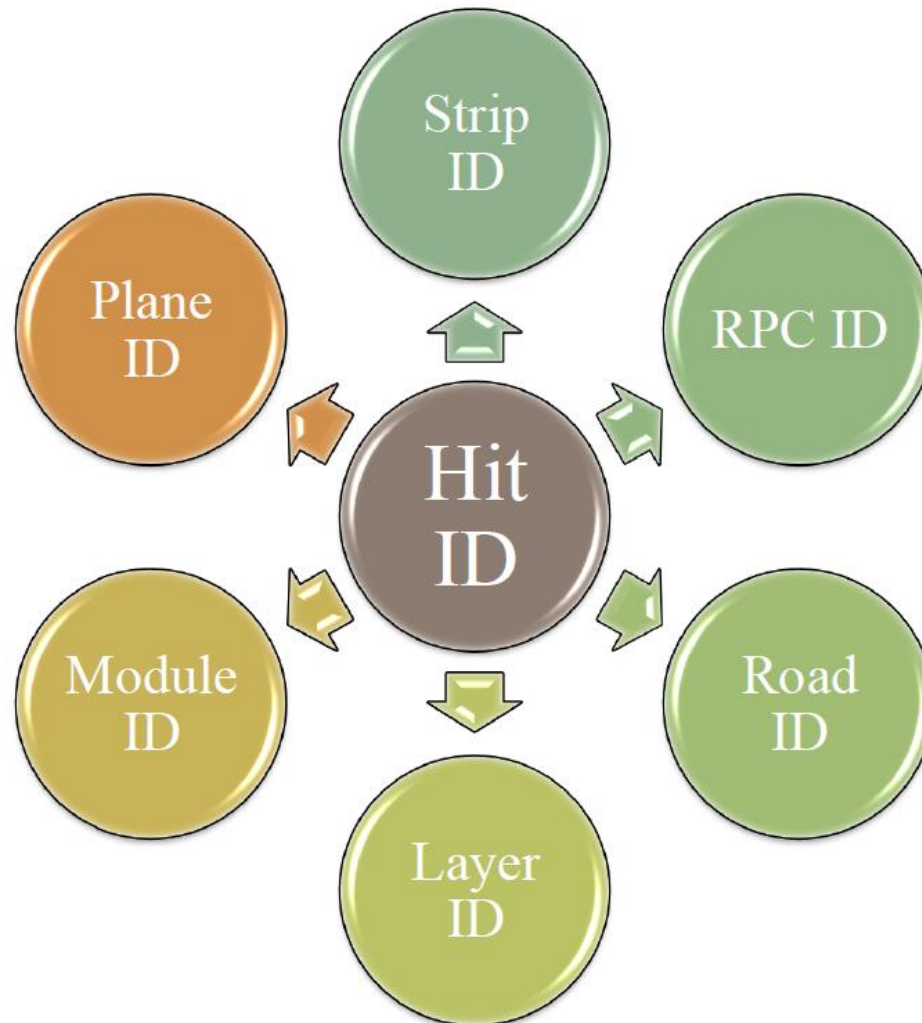 Strip
ID
Plane
ID
RPC ID
Hit
ID
Module
ID
Road
ID
Layer
ID